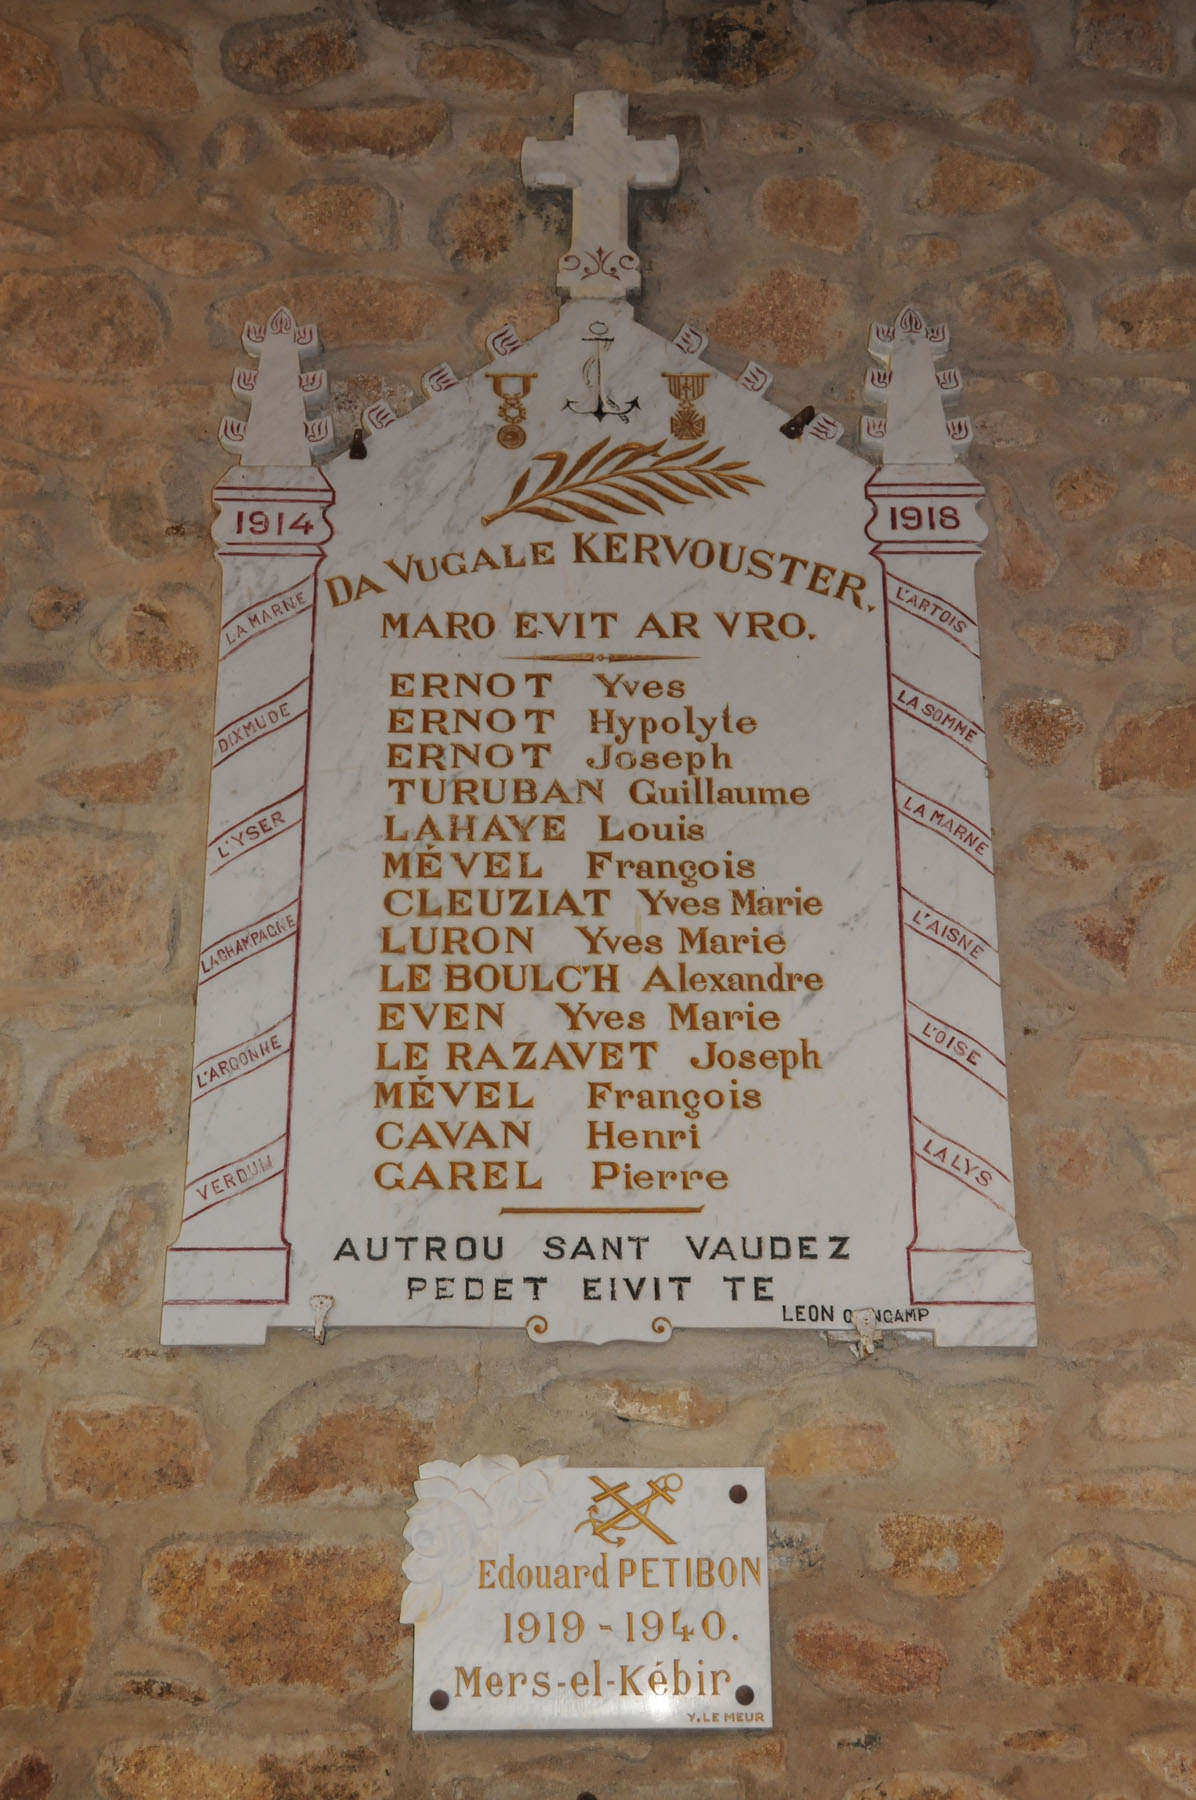 1914
1918
DA VUGALE KERVOUSTER.
MARO EVIT AR VRO.
ERNOT Yves
ERNOT Hypolyte
ERNOT Joseph
TURUBAN Guillaume
LAHAYE Louis
MÉVEL François
CLEUZIAT Yves Marie
LURON Yves Marie
LE BOULC'H Alexandre
EVEN Yves Marie
LE RAZAVET Joseph
MÉVEL François
CAVAN Henri
GAREL Pierre
LA MARNE
DIXMUDE
L'YSER
LA CHAMPAGNE
L'ARGONNE
VERDUM
L'ARTOIS
LA SOMME
LA MARNE
L'AISNE
L'OISE
LA LYS
AUTROU SANT VAUDEZ
PEDET EIVIT TE
LEON
Edouard PETIBON
1919 - 1940.
Mers-el-Kébir
Y. LE MEUR